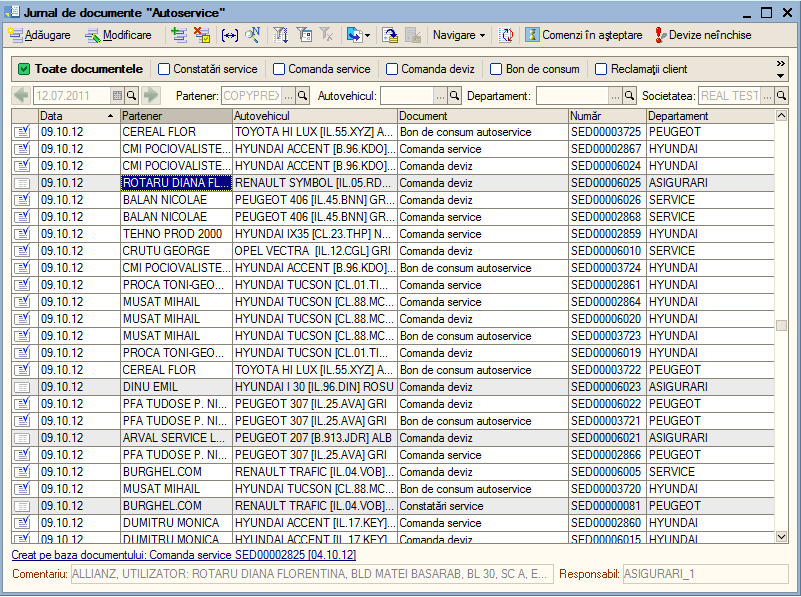 Jurnal de documente "Autoservice"
Adăugare Modificare Navigare Comenzi în aşteptare Devize neînchise
Toate documentele Constatări service Comanda service Comanda deviz Bon de consum Reclamaţii client
12.07.2011 Partener: COPYPREX ... Autovehicul: ... Departament: ... Societatea: REAL TEST ...
Data Partener Autovehicul Document Număr Departament
09.10.12 CEREAL FLOR TOYOTA HI LUX [IL.55.XYZ] A... Bon de consum autoservice SED00003725 PEUGEOT
09.10.12 CMI POCIOVALISTE... HYUNDAI ACCENT [B.96.KDO]... Comanda service SED00002867 HYUNDAI
09.10.12 CMI POCIOVALISTE... HYUNDAI ACCENT [B.96.KDO]... Comanda deviz SED00006024 HYUNDAI
09.10.12 ROTARU DIANA FL... RENAULT SYMBOL [IL.05.RD... Comanda deviz SED00006025 ASIGURARI
09.10.12 BALAN NICOLAE PEUGEOT 406 [IL.45.BNN] GR... Comanda deviz SED00006026 SERVICE
09.10.12 BALAN NICOLAE PEUGEOT 406 [IL.45.BNN] GR... Comanda service SED00002868 SERVICE
09.10.12 TEHNO PROD 2000 HYUNDAI IX35 [CL.23.THP] N... Comanda service SED00002859 HYUNDAI
09.10.12 CRUTU GEORGE OPEL VECTRA [IL.12.CGL] GRI Comanda deviz SED00006010 SERVICE
09.10.12 CMI POCIOVALISTE... HYUNDAI ACCENT [B.96.KDO]... Bon de consum autoservice SED00003724 HYUNDAI
09.10.12 PROCA TONI-GEO... HYUNDAI TUCSON [CL.01.TI... Comanda service SED00002861 HYUNDAI
09.10.12 MUSAT MIHAIL HYUNDAI TUCSON [CL.88.MC... Comanda service SED00002864 HYUNDAI
09.10.12 MUSAT MIHAIL HYUNDAI TUCSON [CL.88.MC... Comanda deviz SED00006020 HYUNDAI
09.10.12 MUSAT MIHAIL HYUNDAI TUCSON [CL.88.MC... Bon de consum autoservice SED00003723 HYUNDAI
09.10.12 PROCA TONI-GEO... HYUNDAI TUCSON [CL.01.TI... Comanda deviz SED00006019 HYUNDAI
09.10.12 CEREAL FLOR TOYOTA HI LUX [IL.55.XYZ] A... Bon de consum autoservice SED00003722 PEUGEOT
09.10.12 DINU EMIL HYUNDAI I 30 [IL.96.DIN] ROSU Comanda deviz SED00006023 ASIGURARI
09.10.12 PFA TUDOSE P. NI... PEUGEOT 307 [IL.25.AVA] GRI Comanda deviz SED00006022 PEUGEOT
09.10.12 PFA TUDOSE P. NI... PEUGEOT 307 [IL.25.AVA] GRI Bon de consum autoservice SED00003721 PEUGEOT
09.10.12 ARVAL SERVICE L... PEUGEOT 207 [B.913.JDR] ALB Comanda deviz SED00006021 ASIGURARI
09.10.12 PFA TUDOSE P. NI... PEUGEOT 307 [IL.25.AVA] GRI Comanda service SED00002866 PEUGEOT
09.10.12 BURGHEL.COM RENAULT TRAFIC [IL.04.VOB]... Comanda deviz SED00006005 SERVICE
09.10.12 MUSAT MIHAIL HYUNDAI TUCSON [CL.88.MC... Bon de consum autoservice SED00003720 HYUNDAI
09.10.12 BURGHEL.COM RENAULT TRAFIC [IL.04.VOB]... Constatări service SED00000081 PEUGEOT
09.10.12 DUMITRU MONICA HYUNDAI ACCENT [IL.17.KEY]... Comanda service SED00002860 HYUNDAI
09.10.12 DUMITRU MONICA HYUNDAI ACCENT [IL.17.KEY]... Comanda deviz SED00006015 HYUNDAI
Creat pe baza documentului: Comanda service SED00002825 [04.10.12]
Comentariu: ALLIANZ, UTILIZATOR: ROTARU DIANA FLORENTINA, BLD MATEI BASARAB, BL 30, SC A, E... Responsabil: ASIGURARI_1